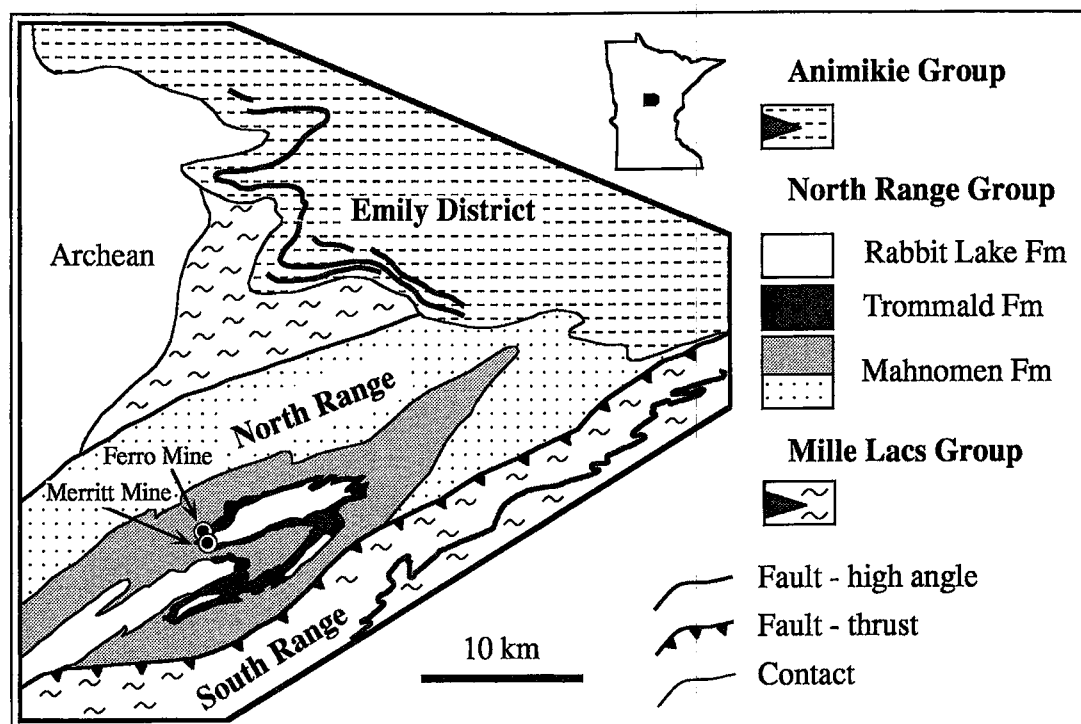 Animikie Group
North Range Group
Rabbit Lake Fm
Trommald Fm
Mahnomen Fm
Mille Lacs Group
Fault - high angle
Fault - thrust
Contact
Emily District
Archean
North Range
Ferro Mine
Merritt Mine
South Range
10 km